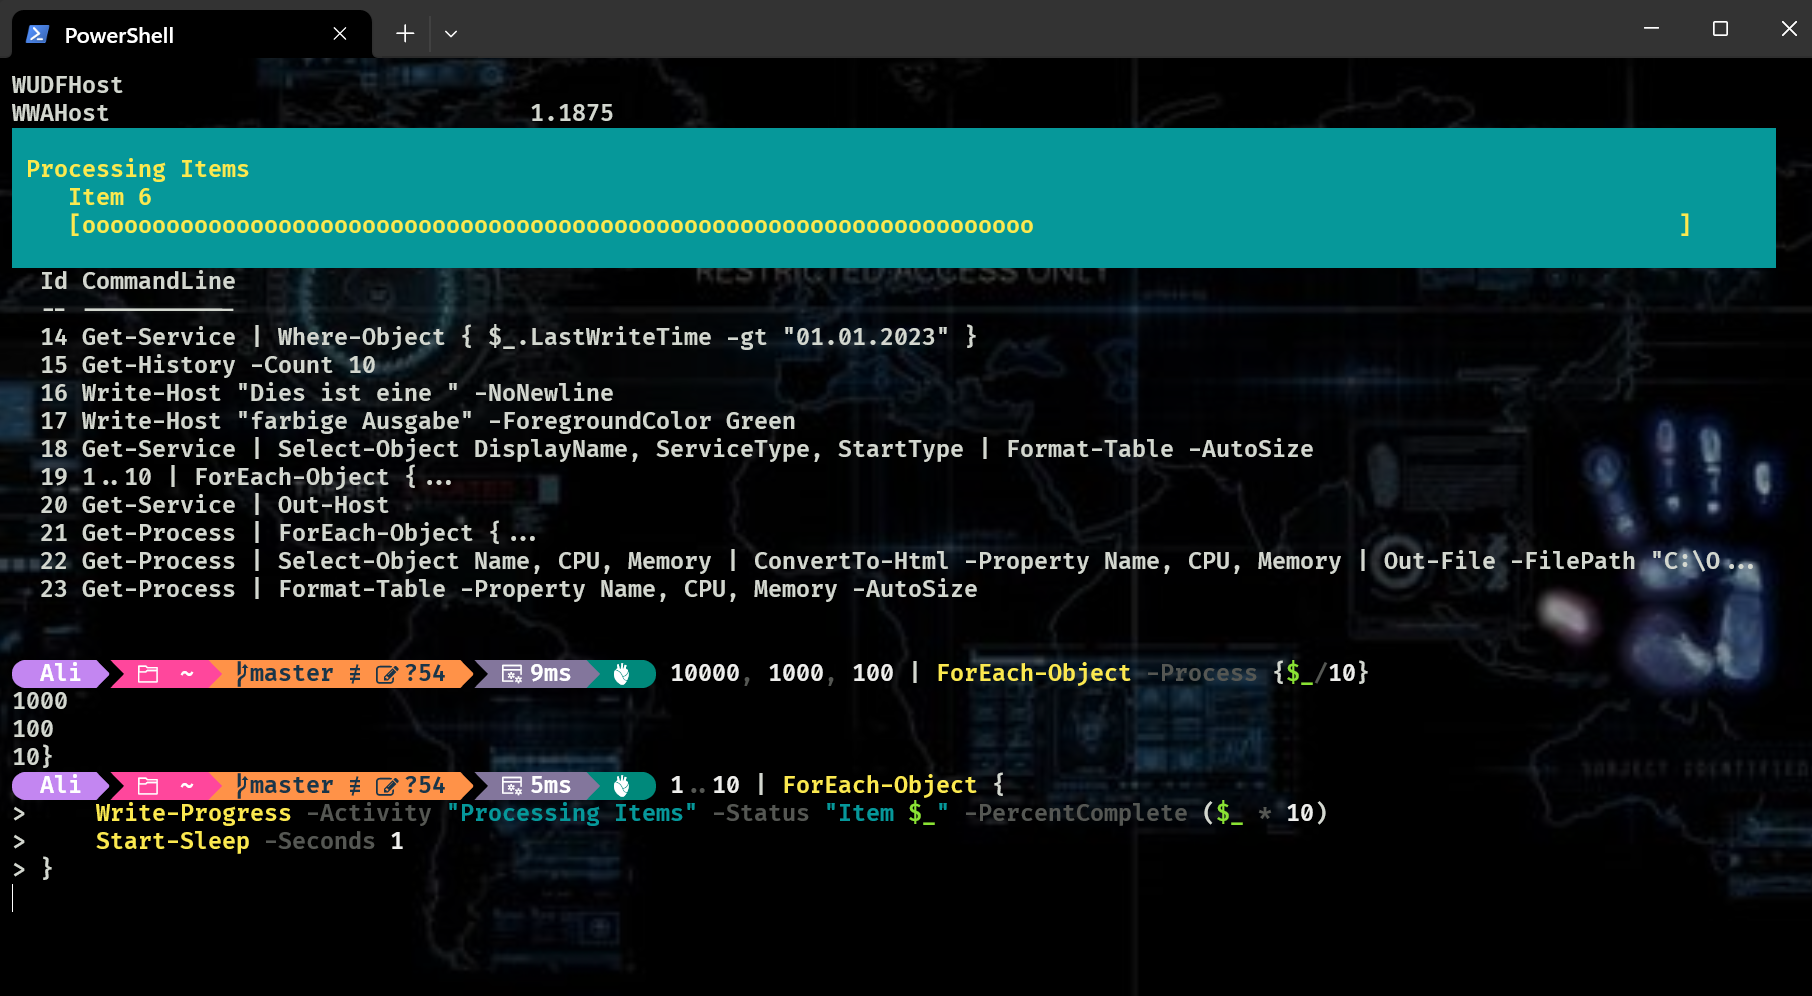 PowerShell
WUDFHost
WWAHost 1.1875
Processing Items
Item 6
[oooooooooooooooooooooooooooooooooooooooooooooooooooooooooooooooooooo ]
RESTRICTED ACCESS ONLY
Id CommandLine
-- -----------
14 Get-Service | Where-Object { $_.LastWriteTime -gt "01.01.2023" }
15 Get-History -Count 10
16 Write-Host "Dies ist eine " -NoNewline
17 Write-Host "farbige Ausgabe" -ForegroundColor Green
18 Get-Service | Select-Object DisplayName, ServiceType, StartType | Format-Table -AutoSize
19 1..10 | ForEach-Object {...
20 Get-Service | Out-Host
21 Get-Process | ForEach-Object {...
22 Get-Process | Select-Object Name, CPU, Memory | ConvertTo-Html -Property Name, CPU, Memory | Out-File -FilePath "C:\O...
23 Get-Process | Format-Table -Property Name, CPU, Memory -AutoSize
Ali ~ master ≢ ?54 9ms 10000, 1000, 100 | ForEach-Object -Process {$_/10}
1000
100
10}
Ali ~ master ≢ ?54 5ms 1..10 | ForEach-Object {
> Write-Progress -Activity "Processing Items" -Status "Item $_" -PercentComplete ($_ * 10)
> Start-Sleep -Seconds 1
> }
SUBJECT IDENTIFIED